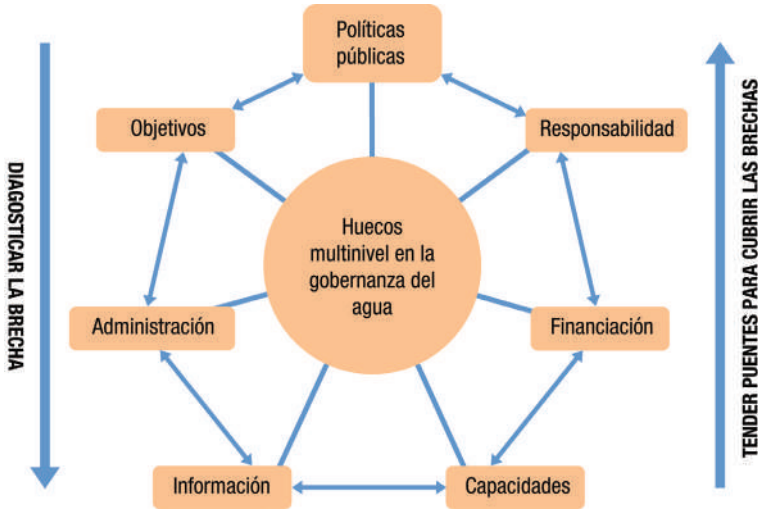 Políticas
públicas
Objetivos
Responsabilidad
DIAGOSTICAR LA BRECHA
Huecos
multinivel en la
gobernanza del
agua
TENDER PUENTES PARA CUBRIR LAS BRECHAS
Administración
Financiación
Información
Capacidades